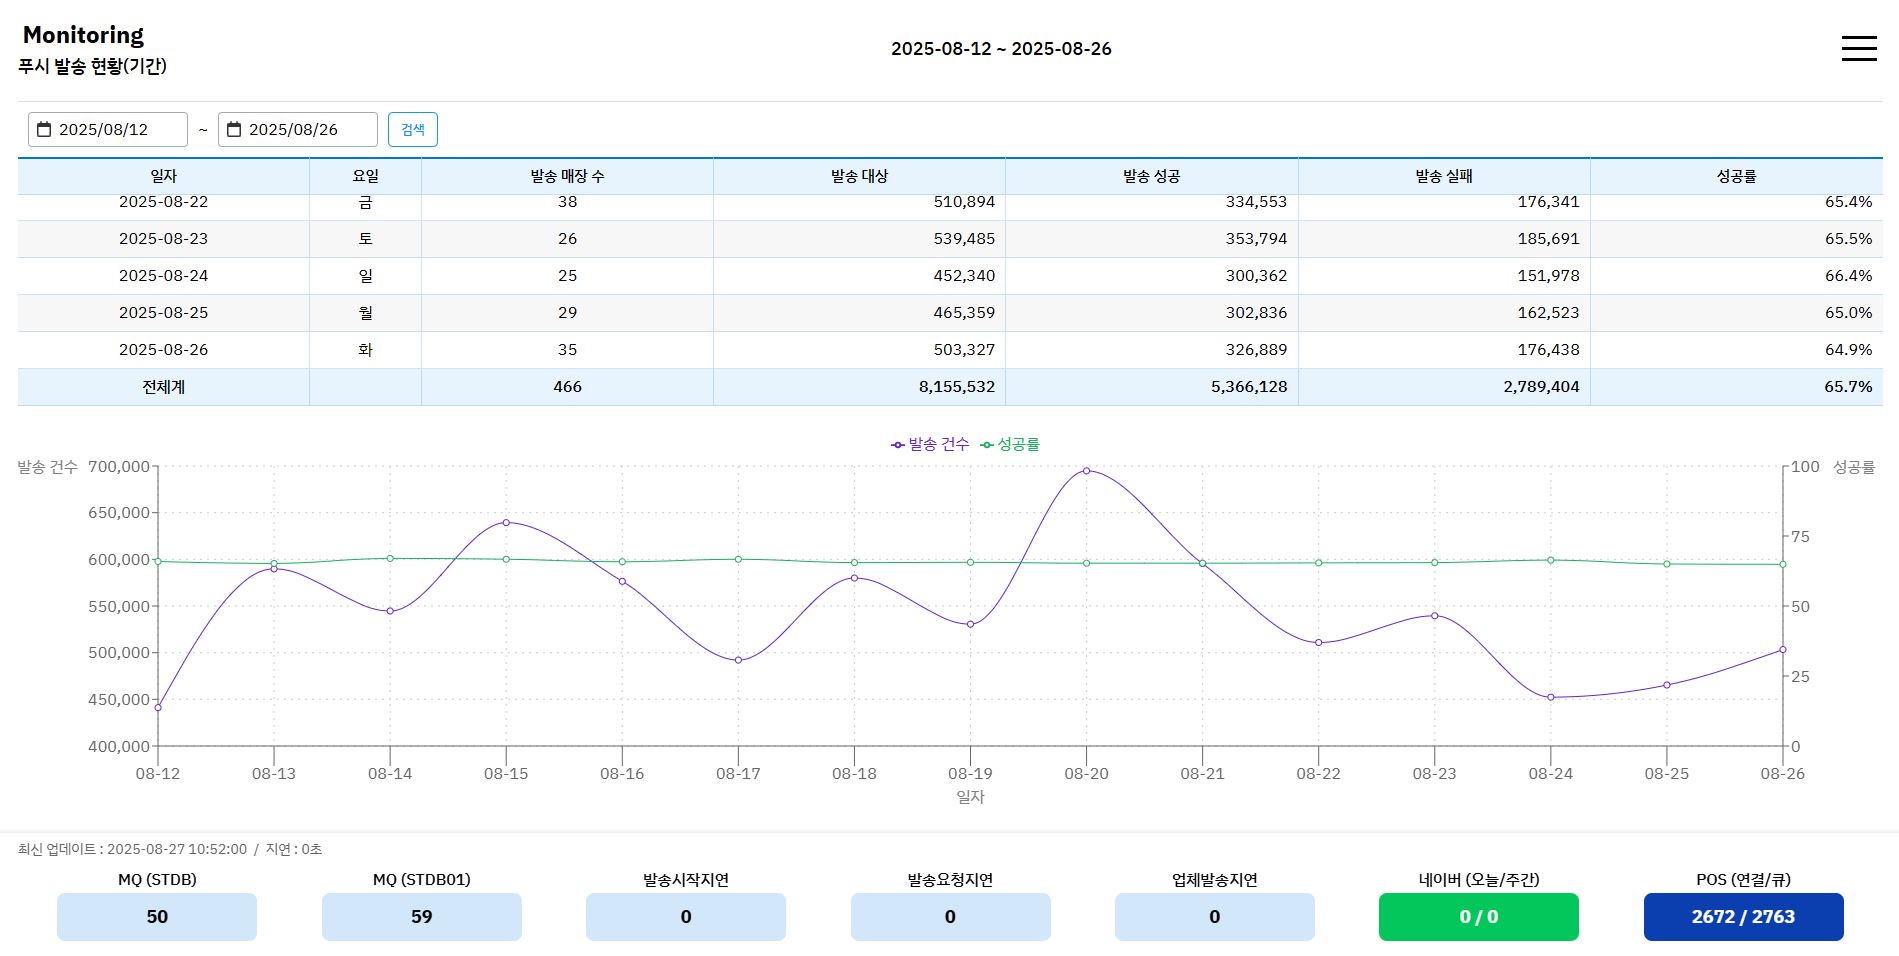 Monitoring
푸시 발송 현황(기간)
2025-08-12 ~ 2025-08-26
2025/08/12 ~ 2025/08/26 검색
일자 요일 발송 매장 수 발송 대상 발송 성공 발송 실패 성공률
2025-08-22 금 38 510,894 334,553 176,341 65.4%
2025-08-23 토 26 539,485 353,794 185,691 65.5%
2025-08-24 일 25 452,340 300,362 151,978 66.4%
2025-08-25 월 29 465,359 302,836 162,523 65.0%
2025-08-26 화 35 503,327 326,889 176,438 64.9%
전체계 466 8,155,532 5,366,128 2,789,404 65.7%
발송 건수 성공률
발송 건수 700,000 100 성공률
650,000
75
600,000
550,000 50
500,000
25
450,000
400,000 0
08-12 08-13 08-14 08-15 08-16 08-17 08-18 08-19 08-20 08-21 08-22 08-23 08-24 08-25 08-26
일자
최신 업데이트 : 2025-08-27 10:52:00 / 지연 : 0초
MQ (STDB) MQ (STDB01) 발송시작지연 발송요청지연 업체발송지연 네이버 (오늘/주간) POS (연결/큐)
50 59 0 0 0 0 / 0 2672 / 2763